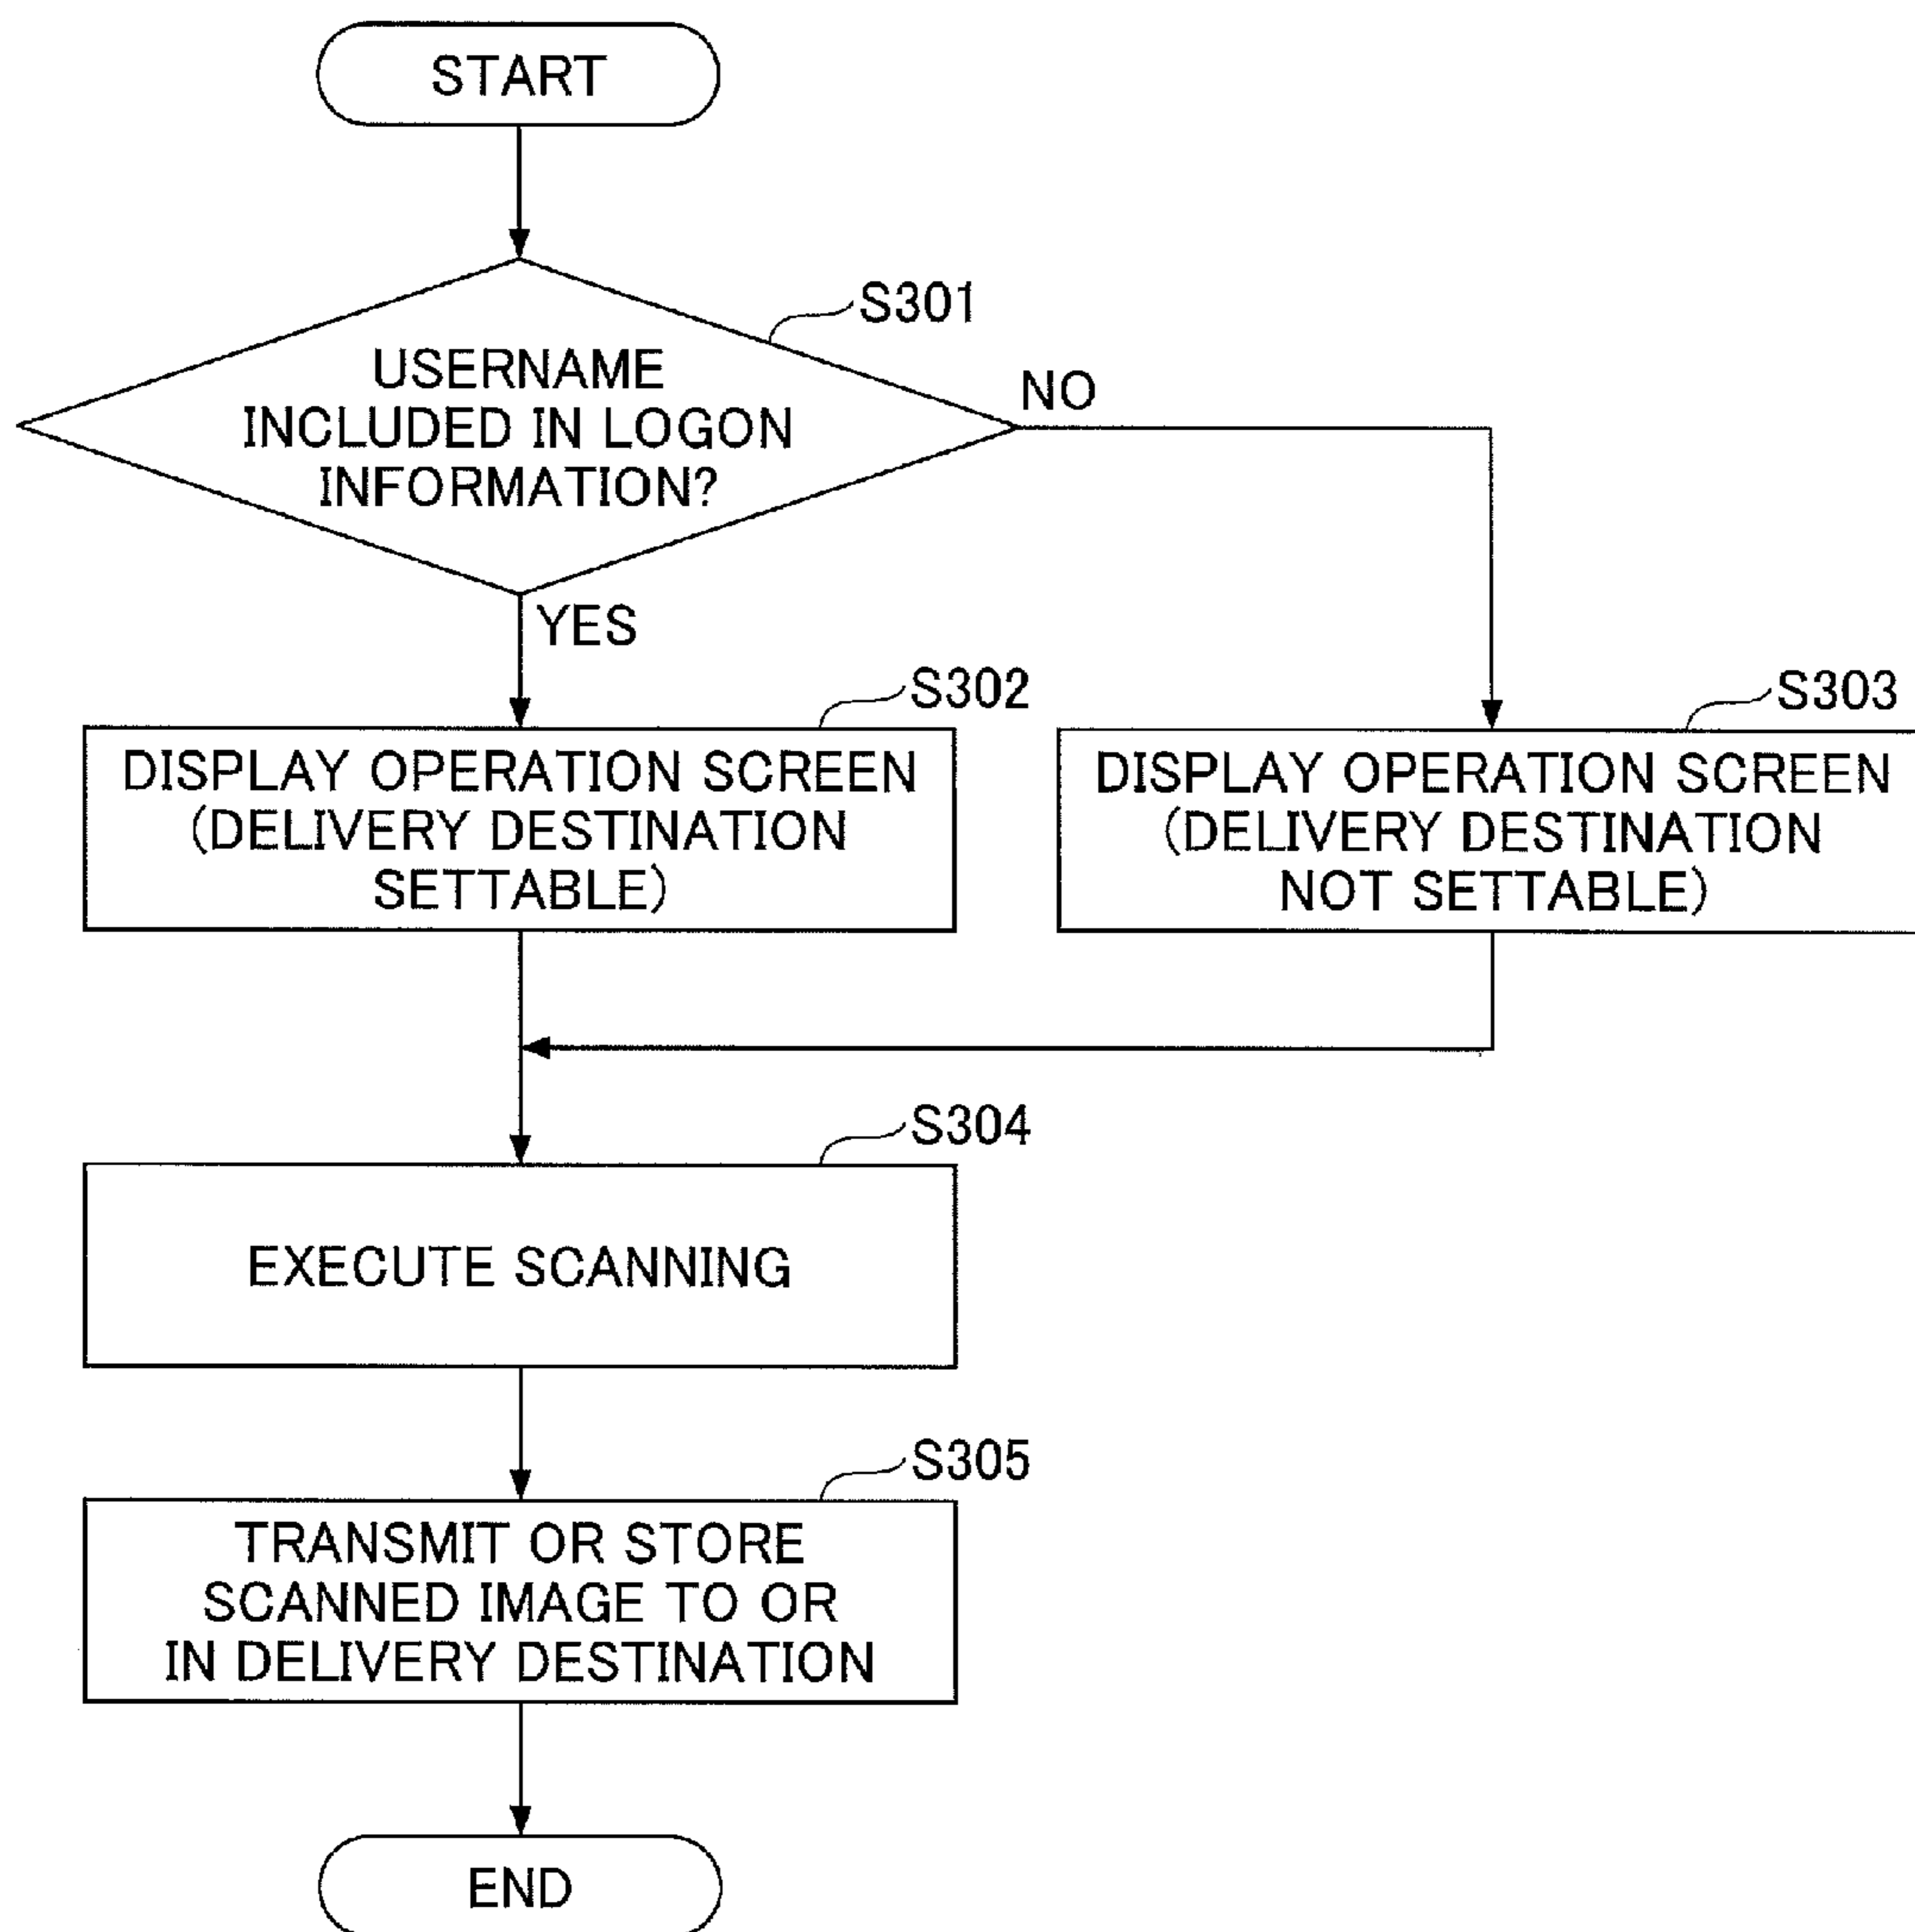 START
S301
USERNAME
INCLUDED IN LOGON
INFORMATION?
NO
YES
S302
DISPLAY OPERATION SCREEN
(DELIVERY DESTINATION
SETTABLE)
S303
DISPLAY OPERATION SCREEN
(DELIVERY DESTINATION
NOT SETTABLE)
S304
EXECUTE SCANNING
S305
TRANSMIT OR STORE
SCANNED IMAGE TO OR
IN DELIVERY DESTINATION
END